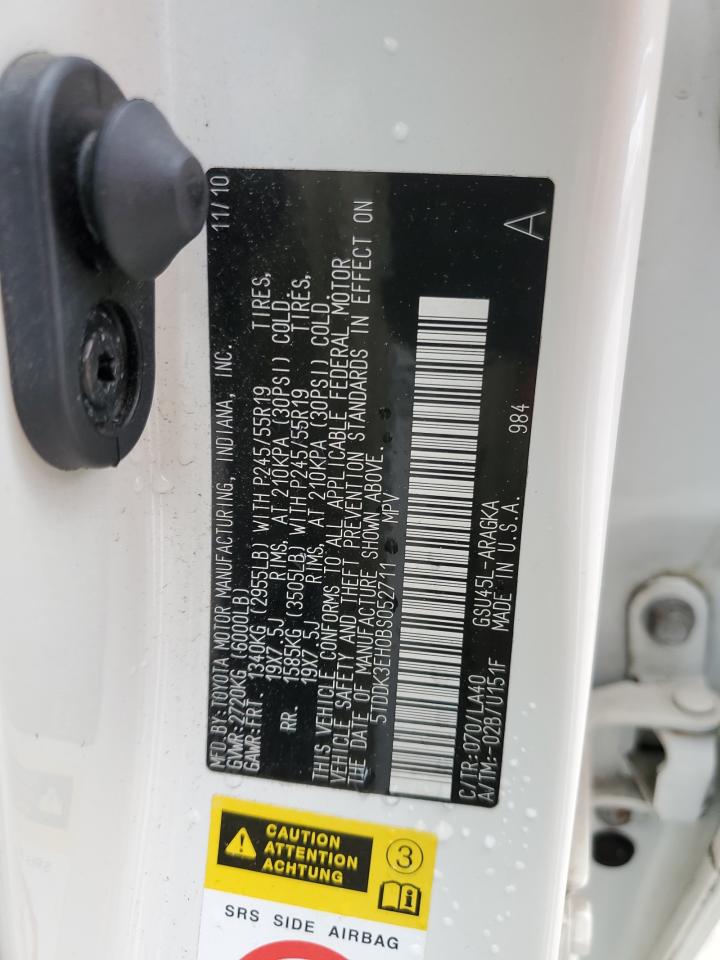 MFD. BY: TOYOTA MOTOR MANUFACTURING, INDIANA, INC. 11/10
GVWR: 2720KG (6000LB)
GAWR: FRT. 1340KG (2955LB) WITH P245/55R19 TIRES,
19X7.5J RIMS, AT 210KPA (30PSI) COLD.
RR. 1585KG (3505LB) WITH P245/55R19 TIRES,
19X7.5J RIMS, AT 210KPA (30PSI) COLD.
THIS VEHICLE CONFORMS TO ALL APPLICABLE FEDERAL MOTOR
VEHICLE SAFETY AND THEFT PREVENTION STANDARDS IN EFFECT ON
THE DATE OF MANUFACTURE SHOWN ABOVE.
5TDDK3EH0BS052711 MPV
C/TR: 070/LA40 GSU45L-ARAGKA 984 A
A/TM: -02B/U151F MADE IN U.S.A.
CAUTION
ATTENTION
ACHTUNG
3
SRS SIDE AIRBAG